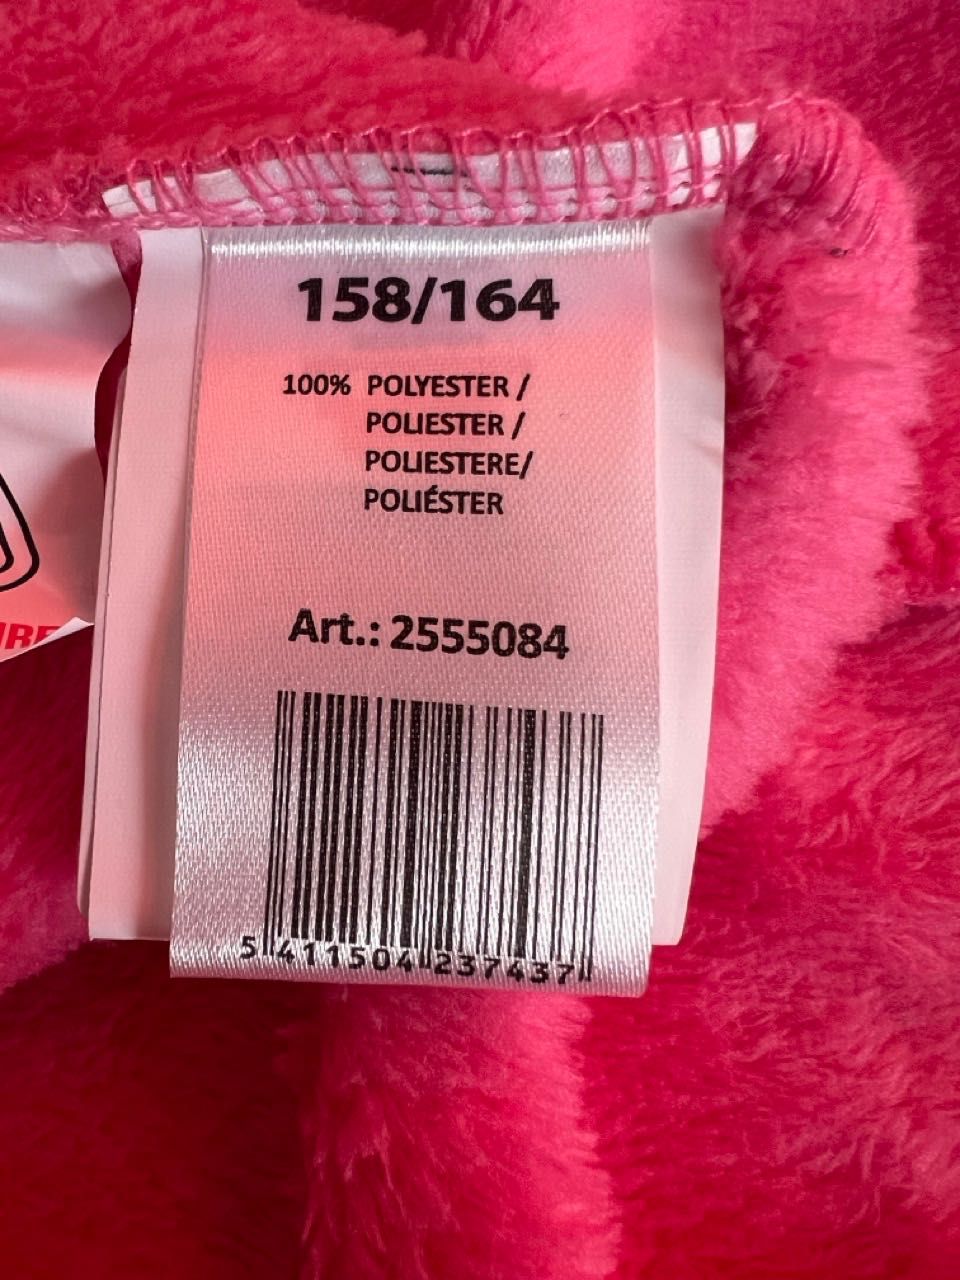 158/164
100% POLYESTER /
POLIESTER /
POLIESTERE/
POLIÉSTER
Art.: 2555084
5 411504 237437